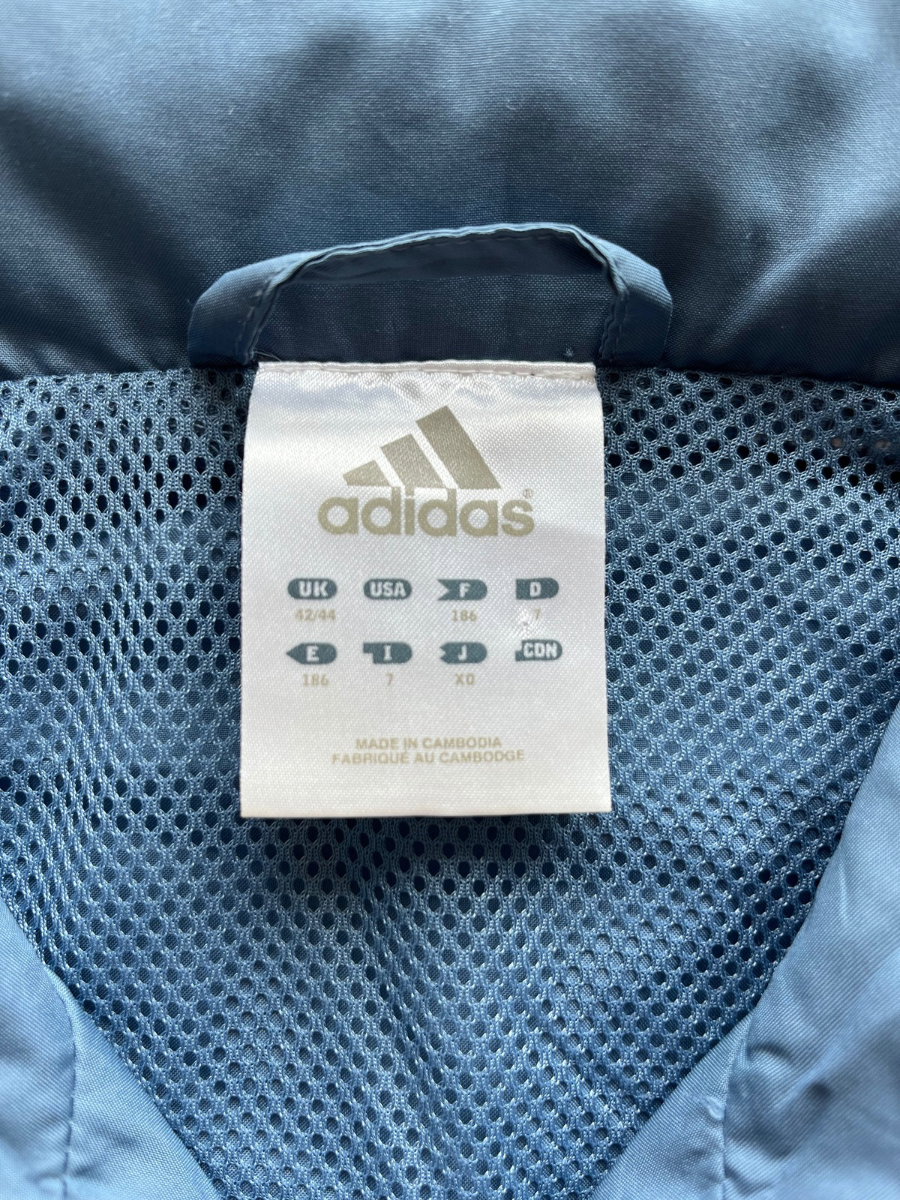 adidas®
UK USA F D
42/44 186 7
E I J CDN
186 7 XO
MADE IN CAMBODIA
FABRIQUÉ AU CAMBODGE